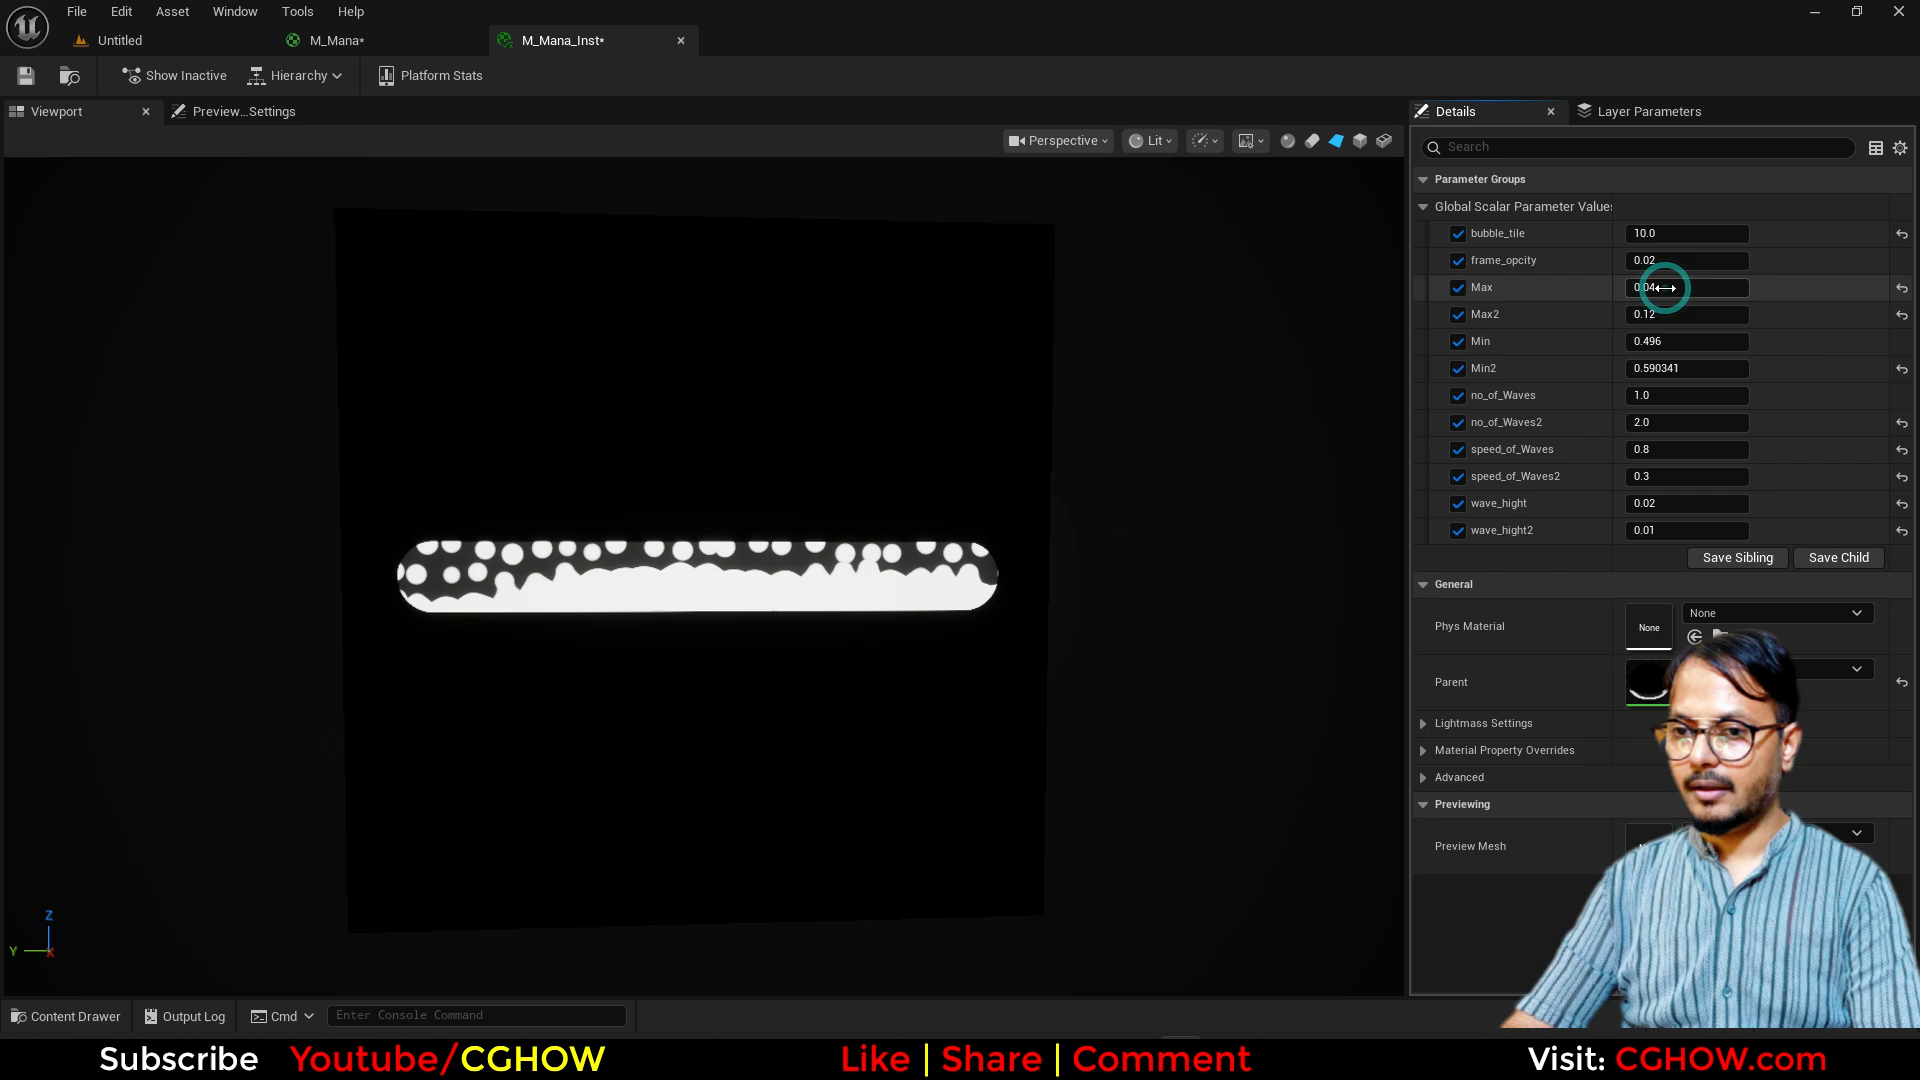 File Edit Asset Window Tools Help
Untitled M_Mana* M_Mana_Inst*
Show Inactive Hierarchy Platform Stats
Viewport Preview...Settings Details Layer Parameters
Perspective Lit
Search
Parameter Groups
Global Scalar Parameter Values
bubble_tile 10.0
frame_opcity 0.02
Max 0.04
Max2 0.12
Min 0.496
Min2 0.590341
no_of_Waves 1.0
no_of_Waves2 2.0
speed_of_Waves 0.8
speed_of_Waves2 0.3
wave_hight 0.02
wave_hight2 0.01
Save Sibling Save Child
General
Phys Material None None
Parent
Lightmass Settings
Material Property Overrides
Advanced
Previewing
Preview Mesh
Z
Y X
Content Drawer Output Log Cmd Enter Console Command
Subscribe Youtube/CGHOW Like | Share | Comment Visit: CGHOW.com